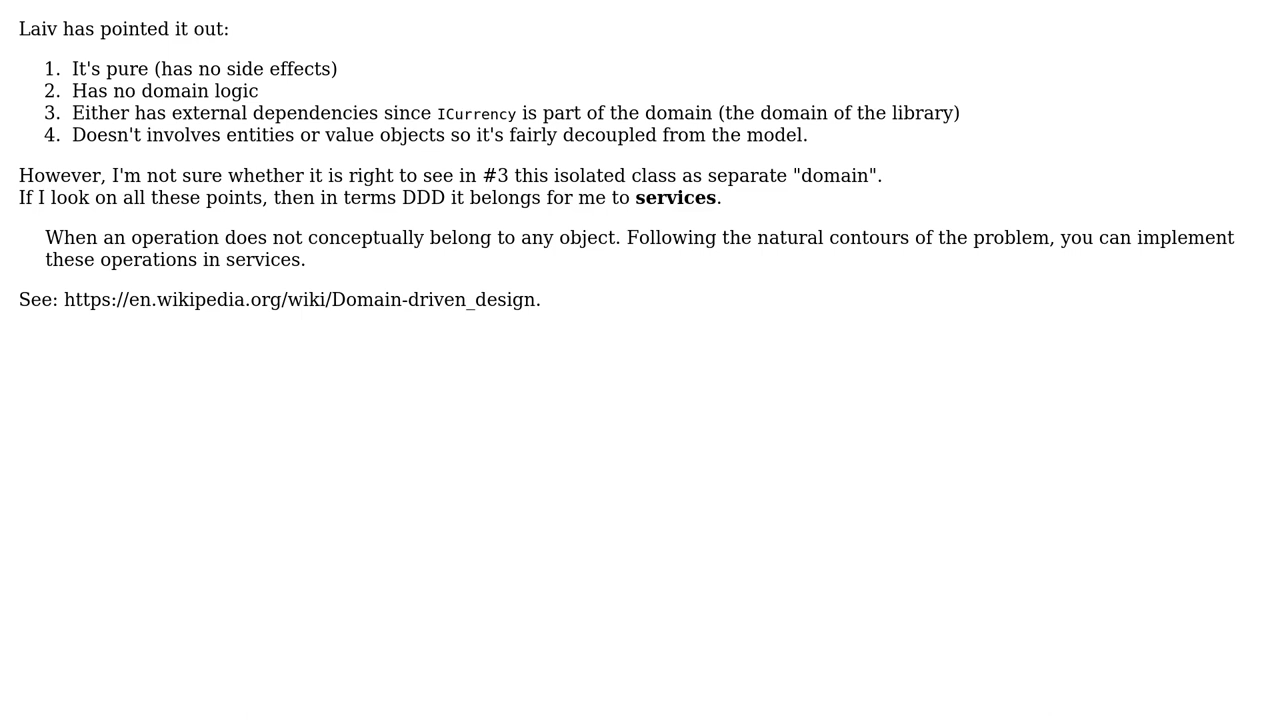 Laiv has pointed it out:
1. It's pure (has no side effects)
2. Has no domain logic
3. Either has external dependencies since ICurrency is part of the domain (the domain of the library)
4. Doesn't involves entities or value objects so it's fairly decoupled from the model.
However, I'm not sure whether it is right to see in #3 this isolated class as separate "domain".
If I look on all these points, then in terms DDD it belongs for me to services.
When an operation does not conceptually belong to any object. Following the natural contours of the problem, you can implement
these operations in services.
See: https://en.wikipedia.org/wiki/Domain-driven_design.